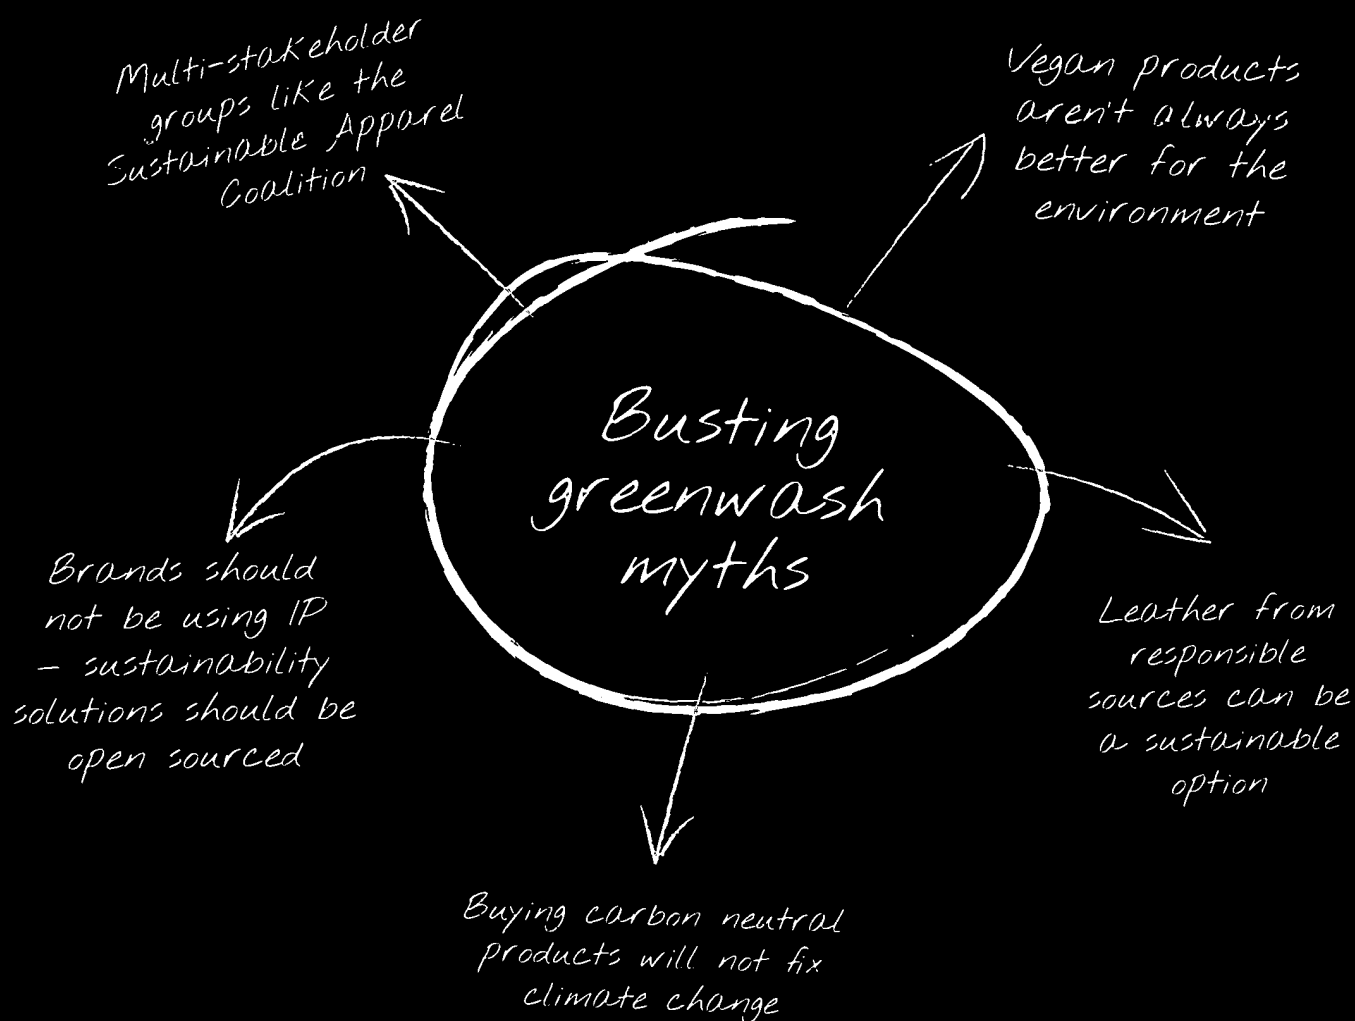 Multi-stakeholder
groups like the
Sustainable Apparel
Coalition
Vegan products
aren't always
better for the
environment
Busting
greenwash
myths
Brands should
not be using IP
– sustainability
solutions should be
open sourced
Leather from
responsible
sources can be
a sustainable
option
Buying carbon neutral
products will not fix
climate change